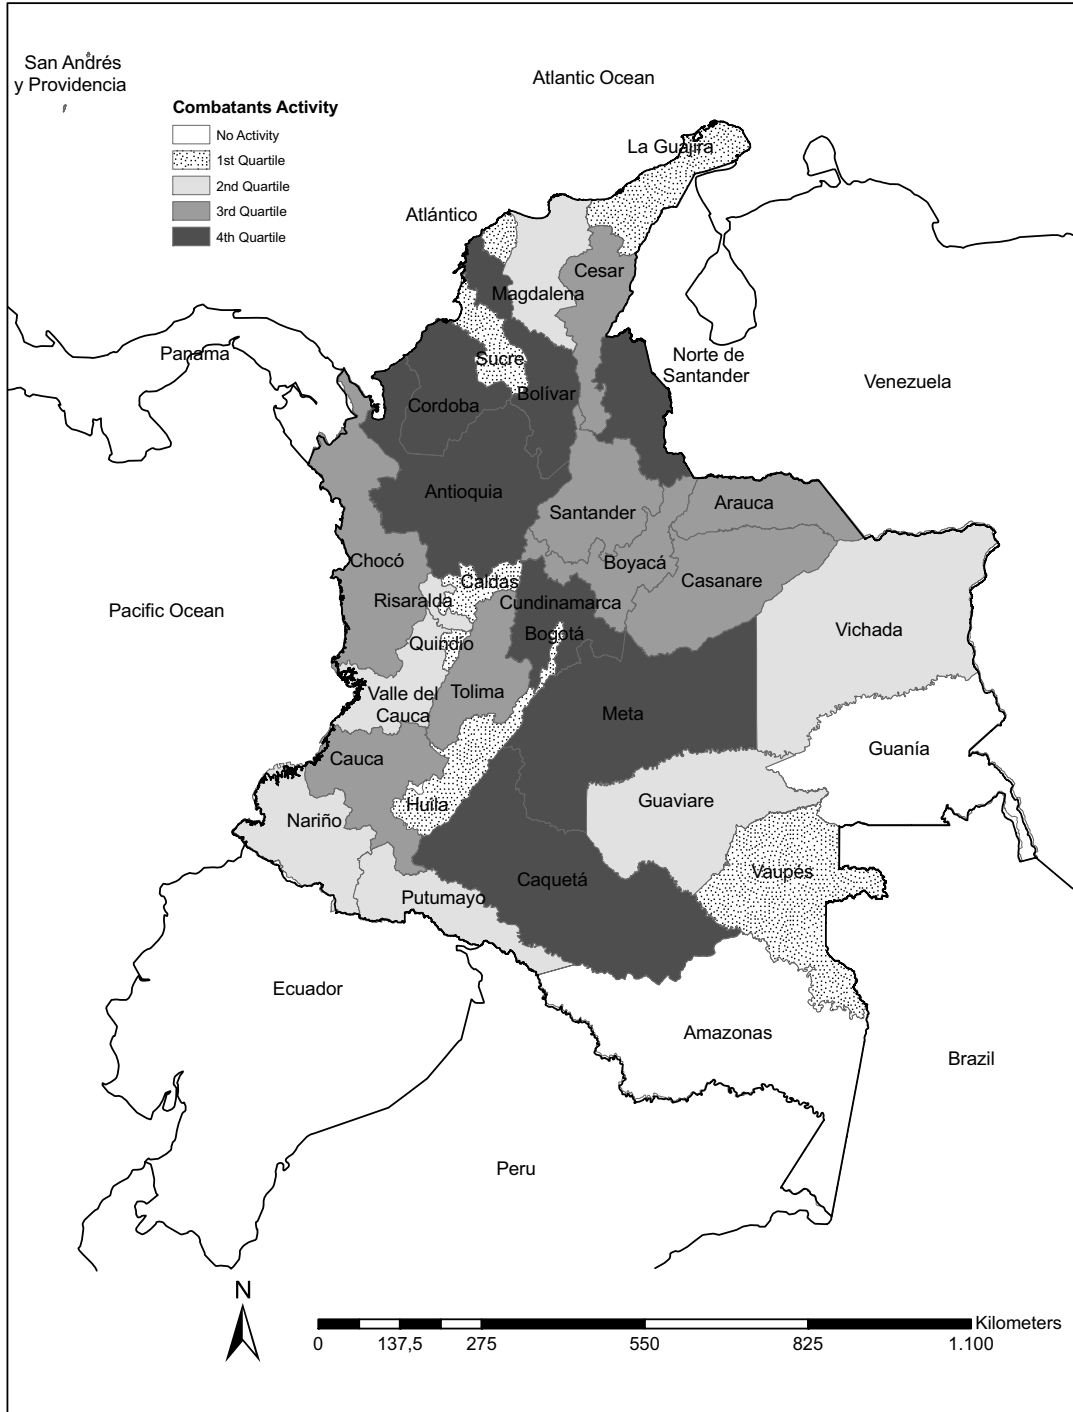 San Andrés
y Providencia
Atlantic Ocean
Combatants Activity
No Activity
1st Quartile
2nd Quartile
3rd Quartile
4th Quartile
La Guajira
Atlántico
Cesar
Magdalena
Panama
Sucre
Norte de
Santander
Venezuela
Bolívar
Cordoba
Antioquia
Santander
Arauca
Chocó
Boyacá
Caldas
Casanare
Risaralda
Cundinamarca
Pacific Ocean
Bogotá
Vichada
Quindio
Valle del
Cauca
Tolima
Meta
Guanía
Cauca
Huila
Guaviare
Nariño
Vaupés
Caquetá
Putumayo
Ecuador
Amazonas
Brazil
Peru
N
Kilometers
0 137,5 275 550 825 1.100